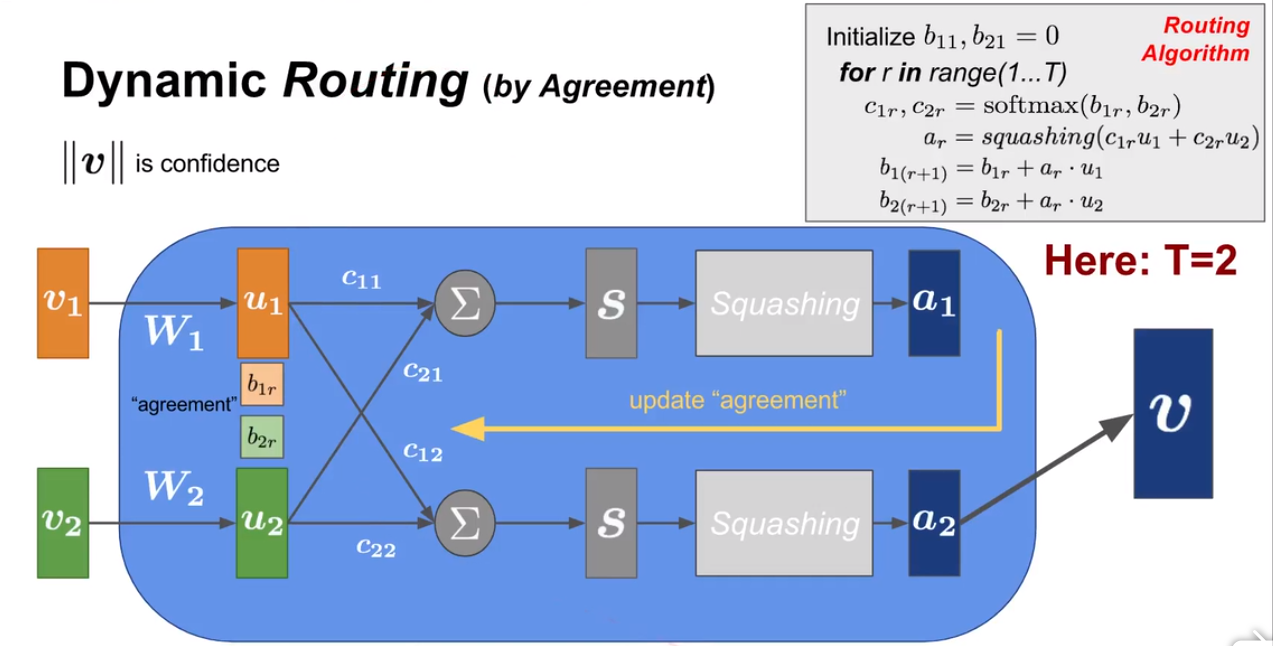 Dynamic Routing (by Agreement)
||v|| is confidence
Routing
Algorithm
Initialize b₁₁, b₂₁ = 0
for r in range(1...T)
c₁ᵣ, c₂ᵣ = softmax(b₁ᵣ, b₂ᵣ)
aᵣ = squashing(c₁ᵣu₁ + c₂ᵣu₂)
b₁₍ᵣ₊₁₎ = b₁ᵣ + aᵣ · u₁
b₂₍ᵣ₊₁₎ = b₂ᵣ + aᵣ · u₂
Here: T=2
v₁
W₁
u₁
c₁₁
Σ
s
Squashing
a₁
b₁ᵣ
"agreement"
b₂ᵣ
c₂₁
c₁₂
update "agreement"
v
v₂
W₂
u₂
c₂₂
Σ
s
Squashing
a₂